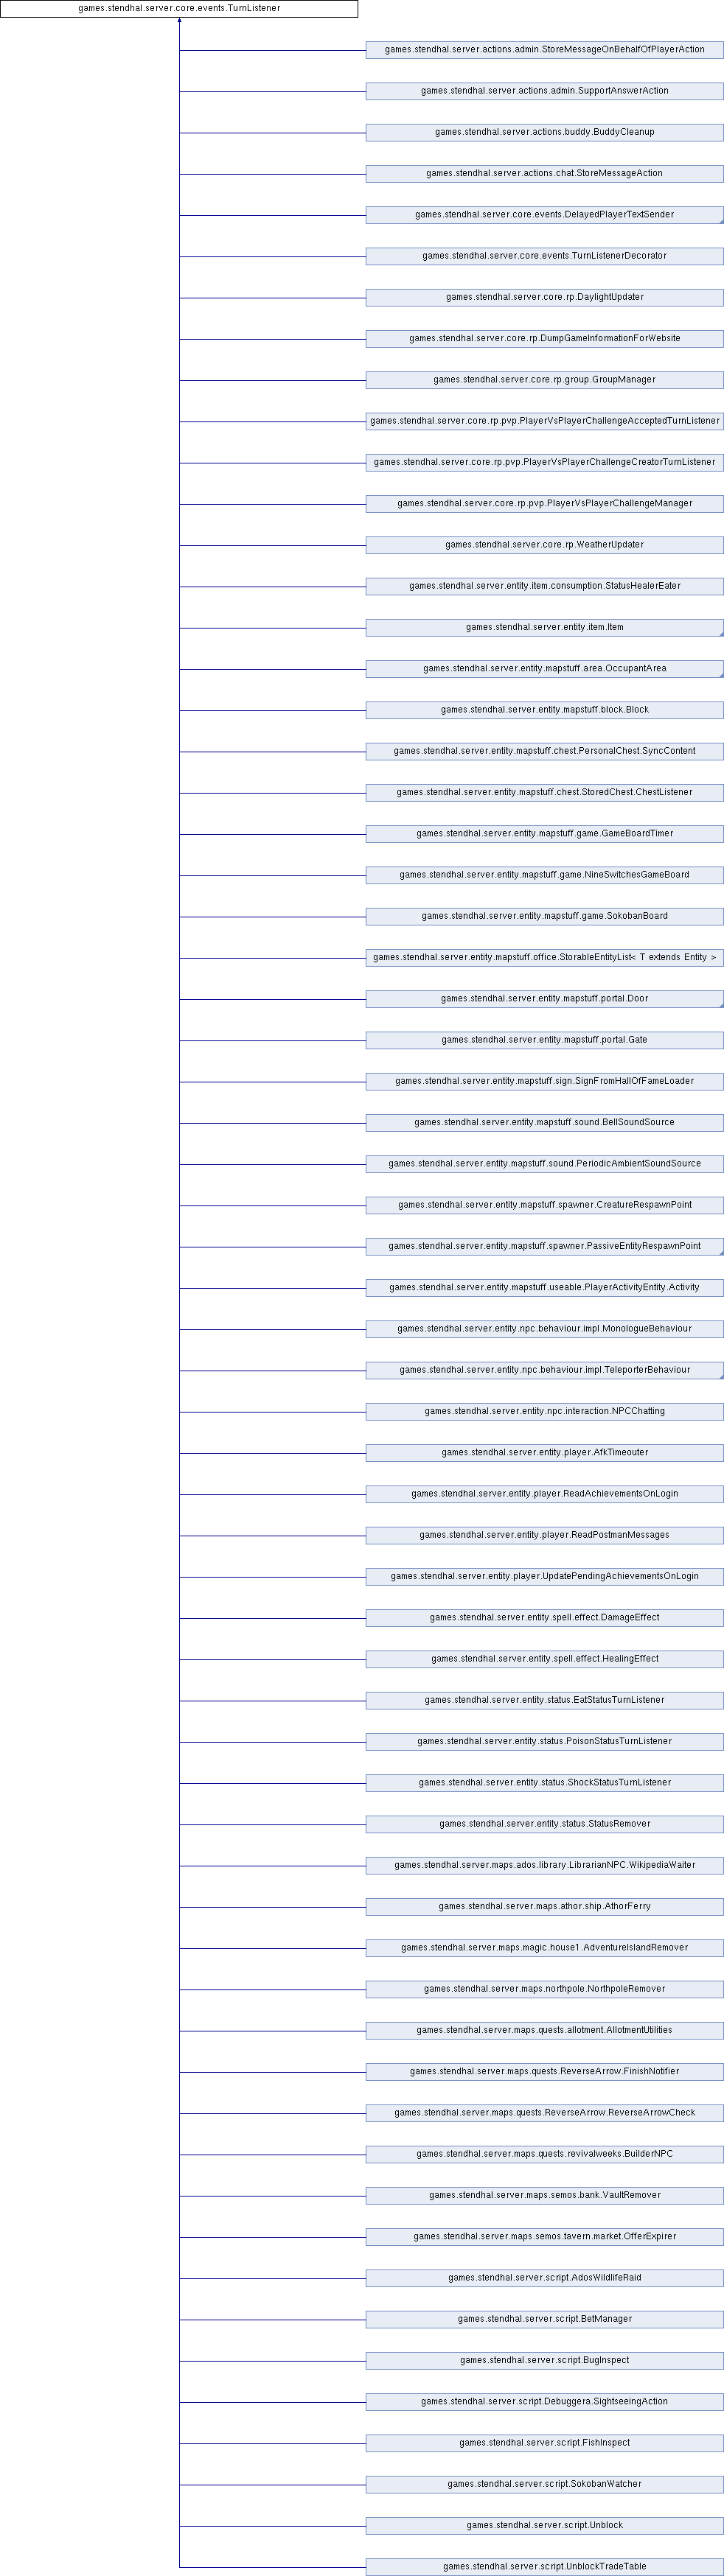 games.stendhal.server.core.events.TurnListener
games.stendhal.server.actions.admin.StoreMessageOnBehalfOfPlayerAction
games.stendhal.server.actions.admin.SupportAnswerAction
games.stendhal.server.actions.buddy.BuddyCleanup
games.stendhal.server.actions.chat.StoreMessageAction
games.stendhal.server.core.events.DelayedPlayerTextSender
games.stendhal.server.core.events.TurnListenerDecorator
games.stendhal.server.core.rp.DaylightUpdater
games.stendhal.server.core.rp.DumpGameInformationForWebsite
games.stendhal.server.core.rp.group.GroupManager
games.stendhal.server.core.rp.pvp.PlayerVsPlayerChallengeAcceptedTurnListener
games.stendhal.server.core.rp.pvp.PlayerVsPlayerChallengeCreatorTurnListener
games.stendhal.server.core.rp.pvp.PlayerVsPlayerChallengeManager
games.stendhal.server.core.rp.WeatherUpdater
games.stendhal.server.entity.item.consumption.StatusHealerEater
games.stendhal.server.entity.item.Item
games.stendhal.server.entity.mapstuff.area.OccupantArea
games.stendhal.server.entity.mapstuff.block.Block
games.stendhal.server.entity.mapstuff.chest.PersonalChest.SyncContent
games.stendhal.server.entity.mapstuff.chest.StoredChest.ChestListener
games.stendhal.server.entity.mapstuff.game.GameBoardTimer
games.stendhal.server.entity.mapstuff.game.NineSwitchesGameBoard
games.stendhal.server.entity.mapstuff.game.SokobanBoard
games.stendhal.server.entity.mapstuff.office.StorableEntityList< T extends Entity >
games.stendhal.server.entity.mapstuff.portal.Door
games.stendhal.server.entity.mapstuff.portal.Gate
games.stendhal.server.entity.mapstuff.sign.SignFromHallOfFameLoader
games.stendhal.server.entity.mapstuff.sound.BellSoundSource
games.stendhal.server.entity.mapstuff.sound.PeriodicAmbientSoundSource
games.stendhal.server.entity.mapstuff.spawner.CreatureRespawnPoint
games.stendhal.server.entity.mapstuff.spawner.PassiveEntityRespawnPoint
games.stendhal.server.entity.mapstuff.useable.PlayerActivityEntity.Activity
games.stendhal.server.entity.npc.behaviour.impl.MonologueBehaviour
games.stendhal.server.entity.npc.behaviour.impl.TeleporterBehaviour
games.stendhal.server.entity.npc.interaction.NPCChatting
games.stendhal.server.entity.player.AfkTimeouter
games.stendhal.server.entity.player.ReadAchievementsOnLogin
games.stendhal.server.entity.player.ReadPostmanMessages
games.stendhal.server.entity.player.UpdatePendingAchievementsOnLogin
games.stendhal.server.entity.spell.effect.DamageEffect
games.stendhal.server.entity.spell.effect.HealingEffect
games.stendhal.server.entity.status.EatStatusTurnListener
games.stendhal.server.entity.status.PoisonStatusTurnListener
games.stendhal.server.entity.status.ShockStatusTurnListener
games.stendhal.server.entity.status.StatusRemover
games.stendhal.server.maps.ados.library.LibrarianNPC.WikipediaWaiter
games.stendhal.server.maps.athor.ship.AthorFerry
games.stendhal.server.maps.magic.house1.AdventureIslandRemover
games.stendhal.server.maps.northpole.NorthpoleRemover
games.stendhal.server.maps.quests.allotment.AllotmentUtilities
games.stendhal.server.maps.quests.ReverseArrow.FinishNotifier
games.stendhal.server.maps.quests.ReverseArrow.ReverseArrowCheck
games.stendhal.server.maps.quests.revivalweeks.BuilderNPC
games.stendhal.server.maps.semos.bank.VaultRemover
games.stendhal.server.maps.semos.tavern.market.OfferExpirer
games.stendhal.server.script.AdosWildlifeRaid
games.stendhal.server.script.BetManager
games.stendhal.server.script.BugInspect
games.stendhal.server.script.Debuggera.SightseeingAction
games.stendhal.server.script.FishInspect
games.stendhal.server.script.SokobanWatcher
games.stendhal.server.script.Unblock
games.stendhal.server.script.UnblockTradeTable